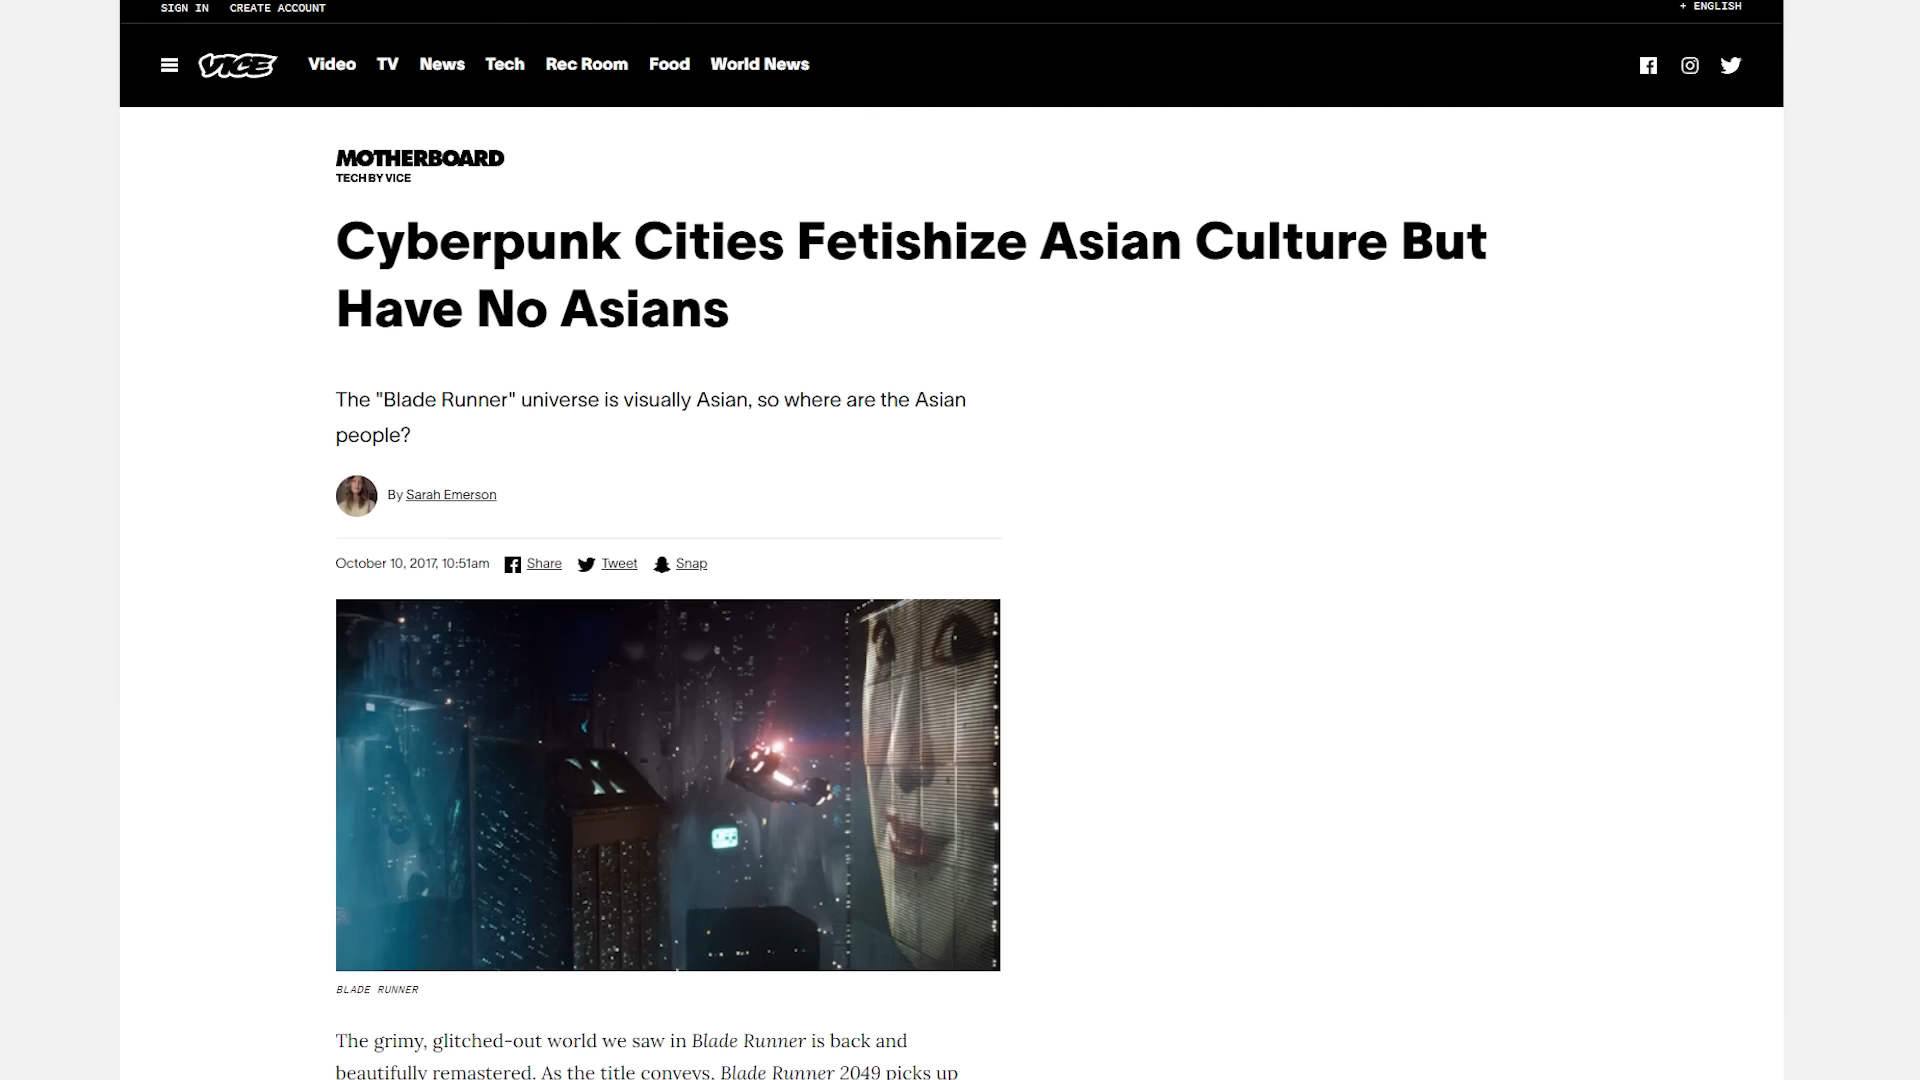 SIGN IN CREATE ACCOUNT + ENGLISH
VICE Video TV News Tech Rec Room Food World News
MOTHERBOARD
TECH BY VICE
Cyberpunk Cities Fetishize Asian Culture But
Have No Asians
The "Blade Runner" universe is visually Asian, so where are the Asian
people?
By Sarah Emerson
October 10, 2017, 10:51am Share Tweet Snap
BLADE RUNNER
The grimy, glitched-out world we saw in Blade Runner is back and
beautifully remastered. As the title conveys, Blade Runner 2049 picks up